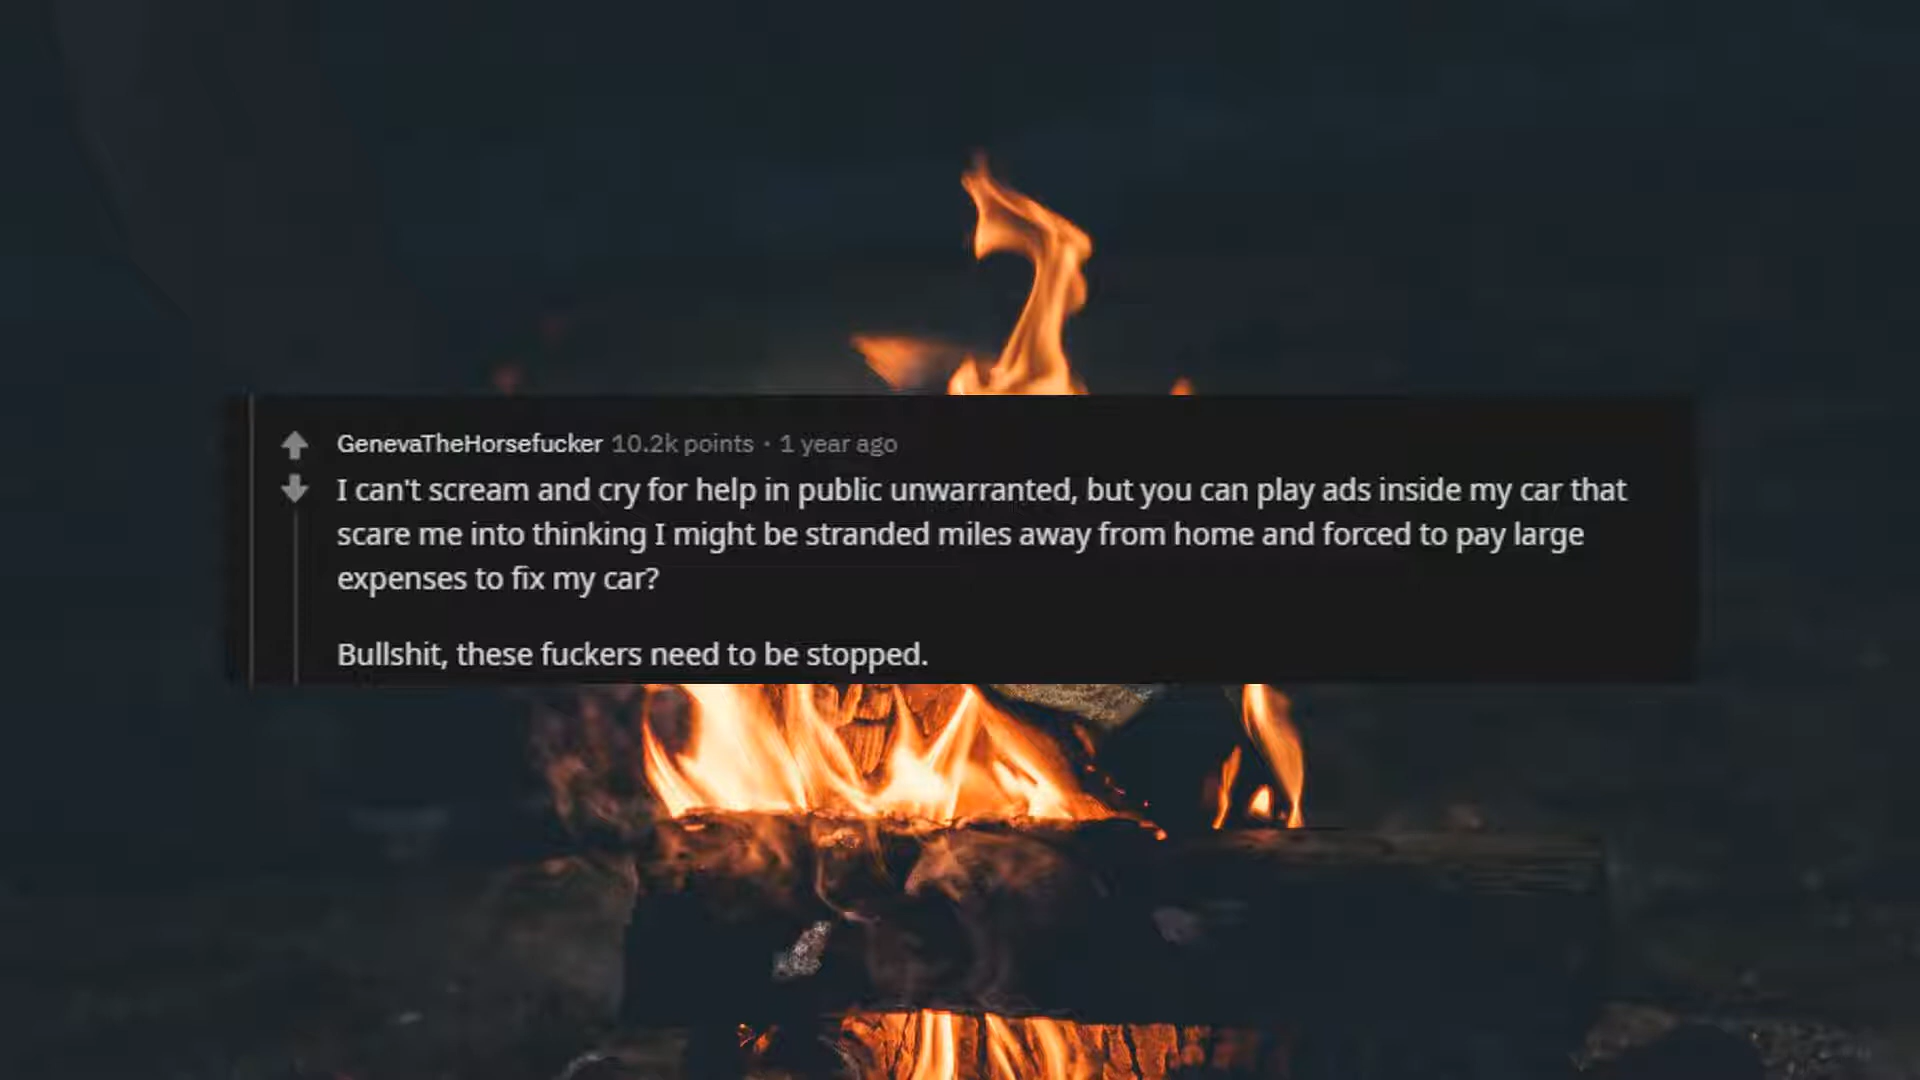 GenevaTheHorsefucker 10.2k points · 1 year ago
I can't scream and cry for help in public unwarranted, but you can play ads inside my car that
scare me into thinking I might be stranded miles away from home and forced to pay large
expenses to fix my car?
Bullshit, these fuckers need to be stopped.